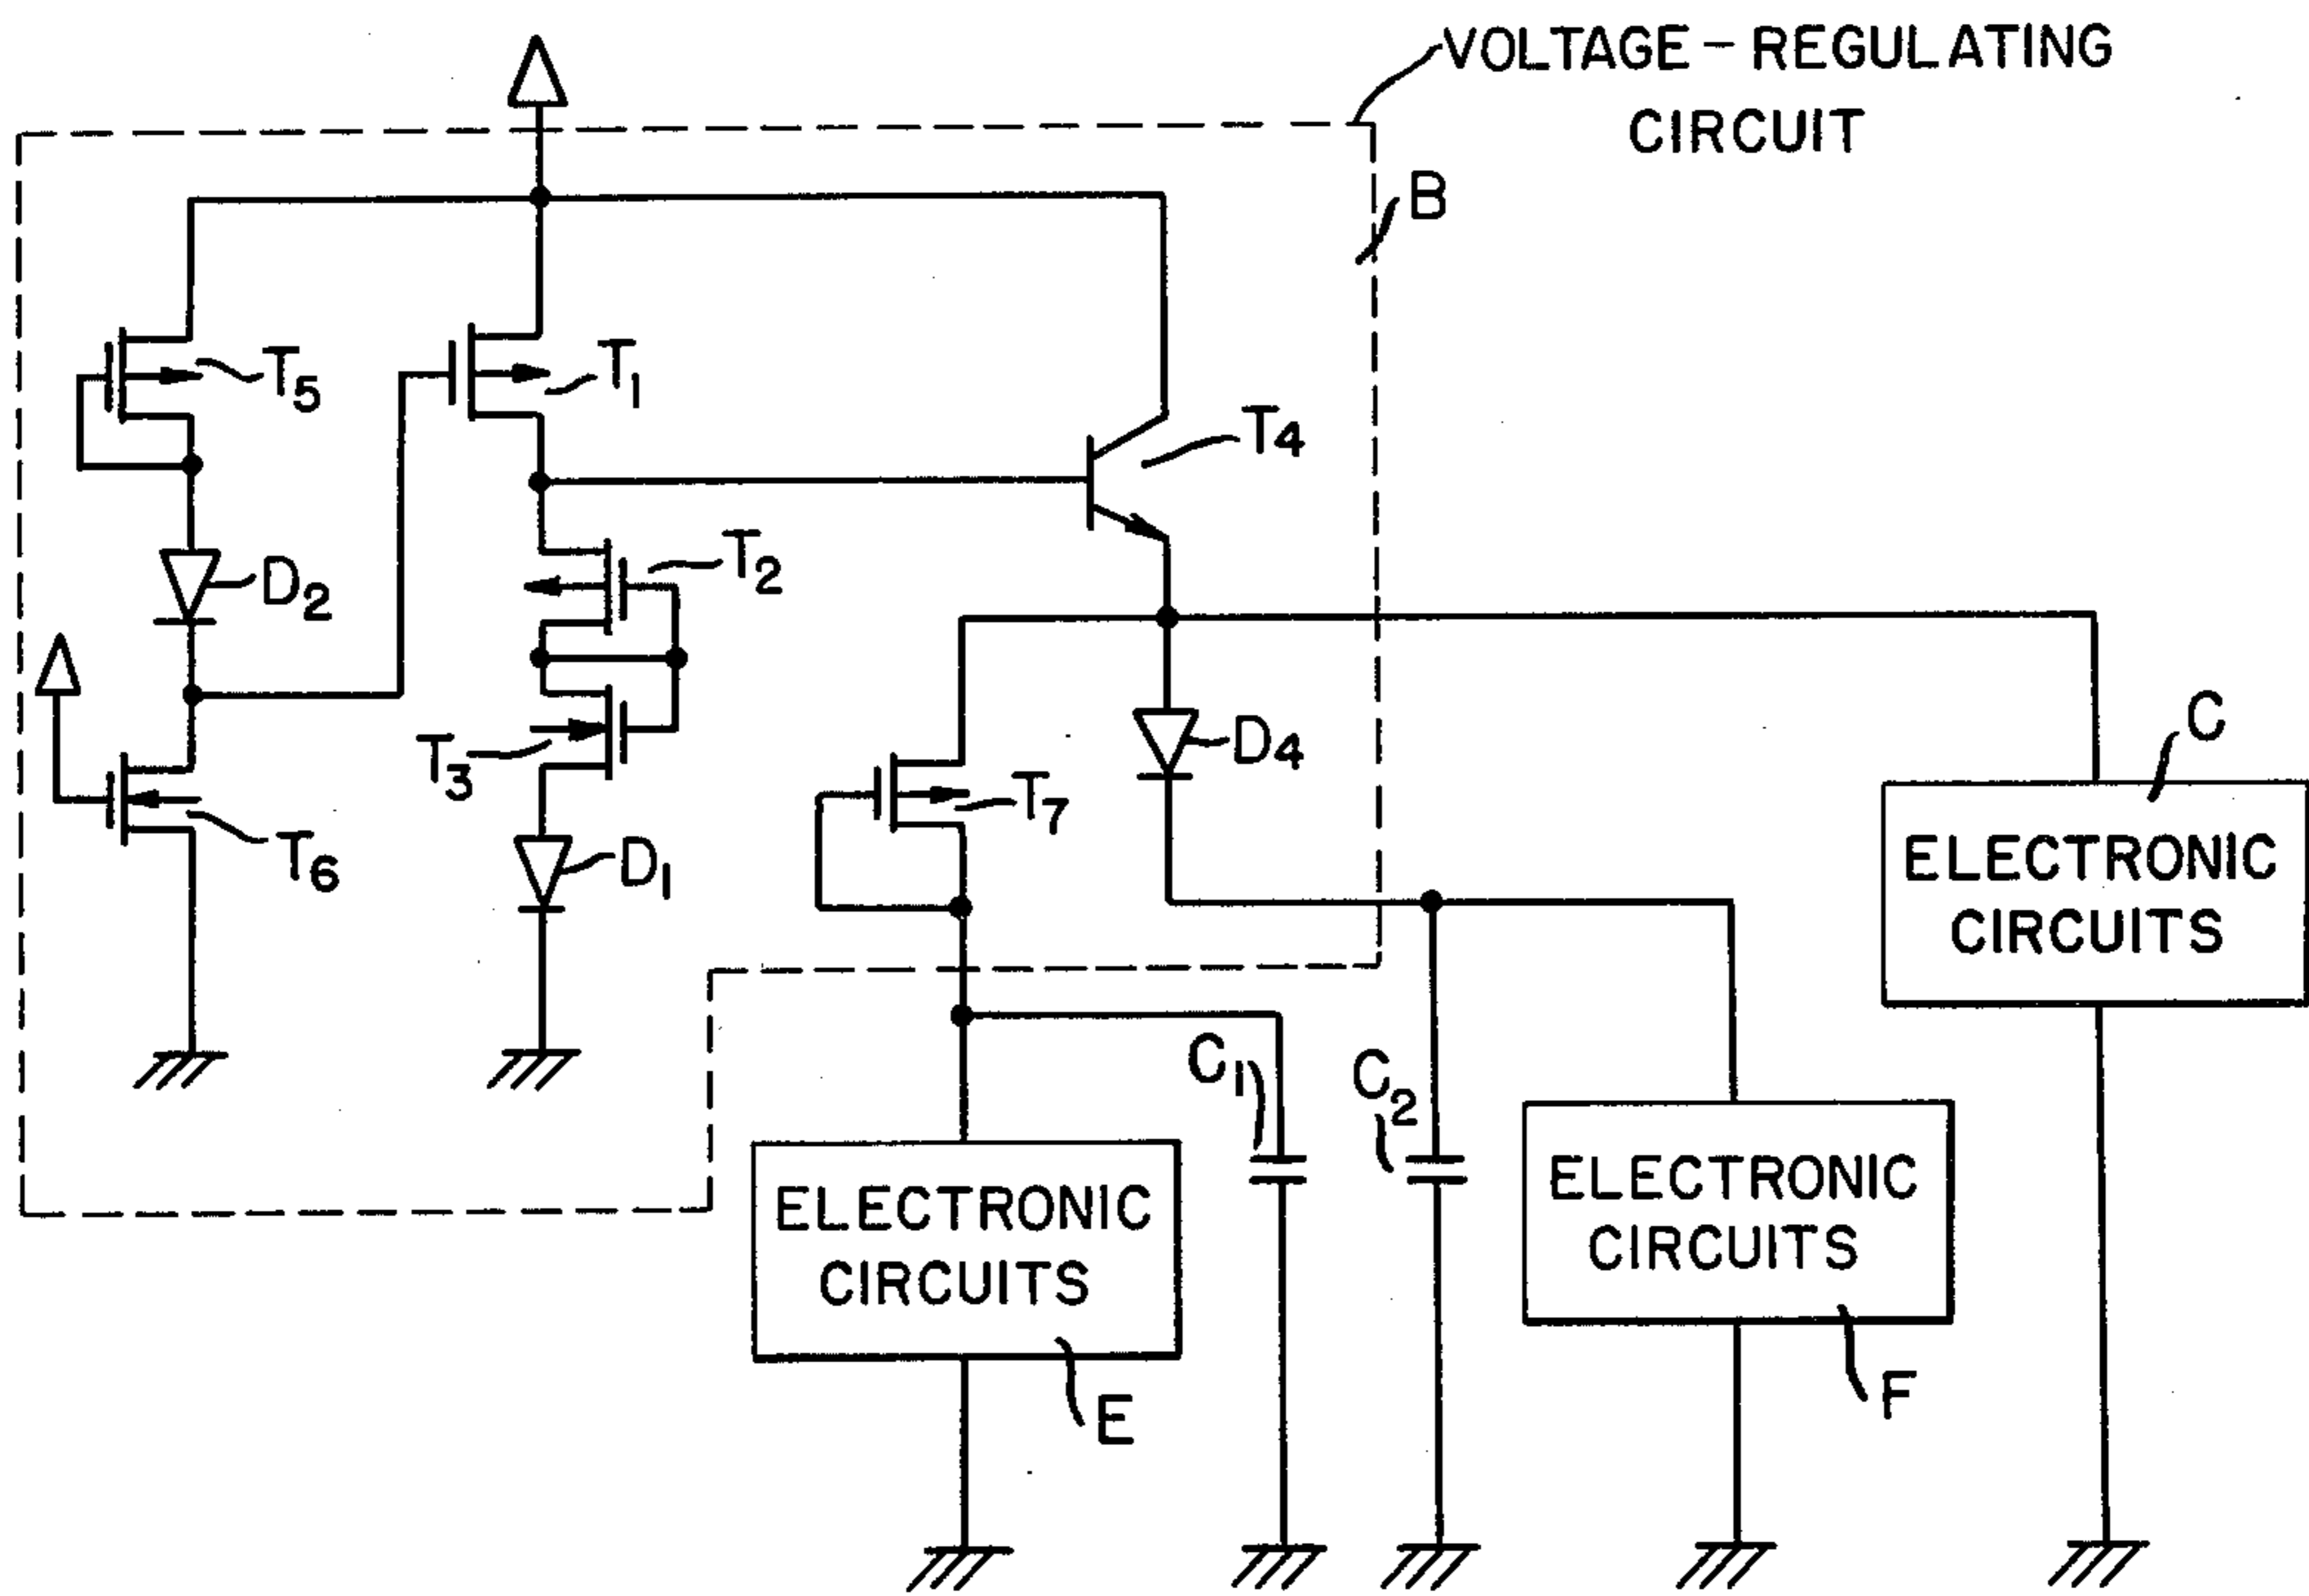 VOLTAGE - REGULATING
CIRCUIT
B
T5
T1
T4
T2
D2
T3
D4
C
T7
T6
D1
ELECTRONIC
CIRCUITS
C1
C2
ELECTRONIC
CIRCUITS
ELECTRONIC
CIRCUITS
E
F